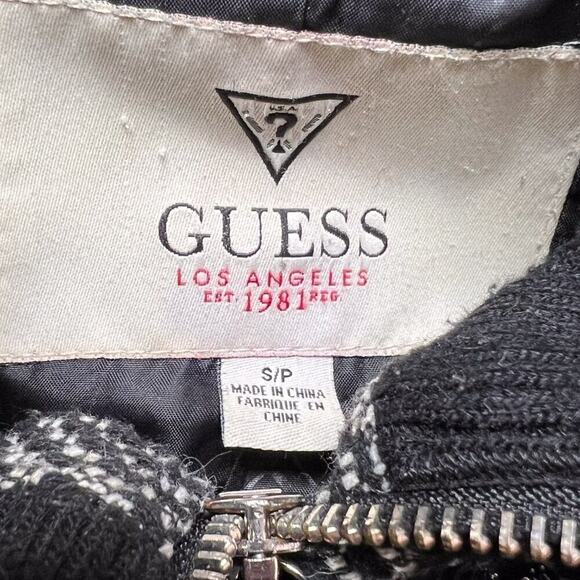 U.S.A.
?
GUESS
LOS ANGELES
EST. 1981 REG.
S/P
MADE IN CHINA
FABRIQUE EN
CHINE